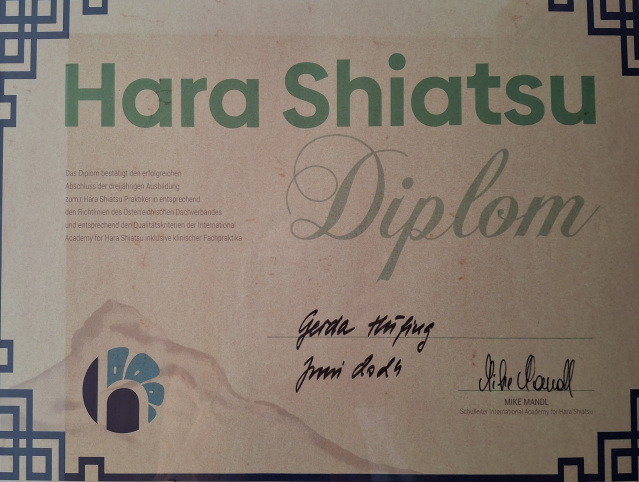 Hara Shiatsu
Diplom
Das Diplom bestätigt den erfolgreichen
Abschluss der dreijährigen Ausbildung
zum:r Hara Shiatsu Praktiker:in entsprechend
den Richtlinien des Österreichischen Dachverbandes
und entsprechend den Qualitätskriterien der International
Academy for Hara Shiatsu inklusive klinischer Fachpraktika
Gerda
Juni 2024
MIKE MANDL
Schulleiter International Academy for Hara Shiatsu